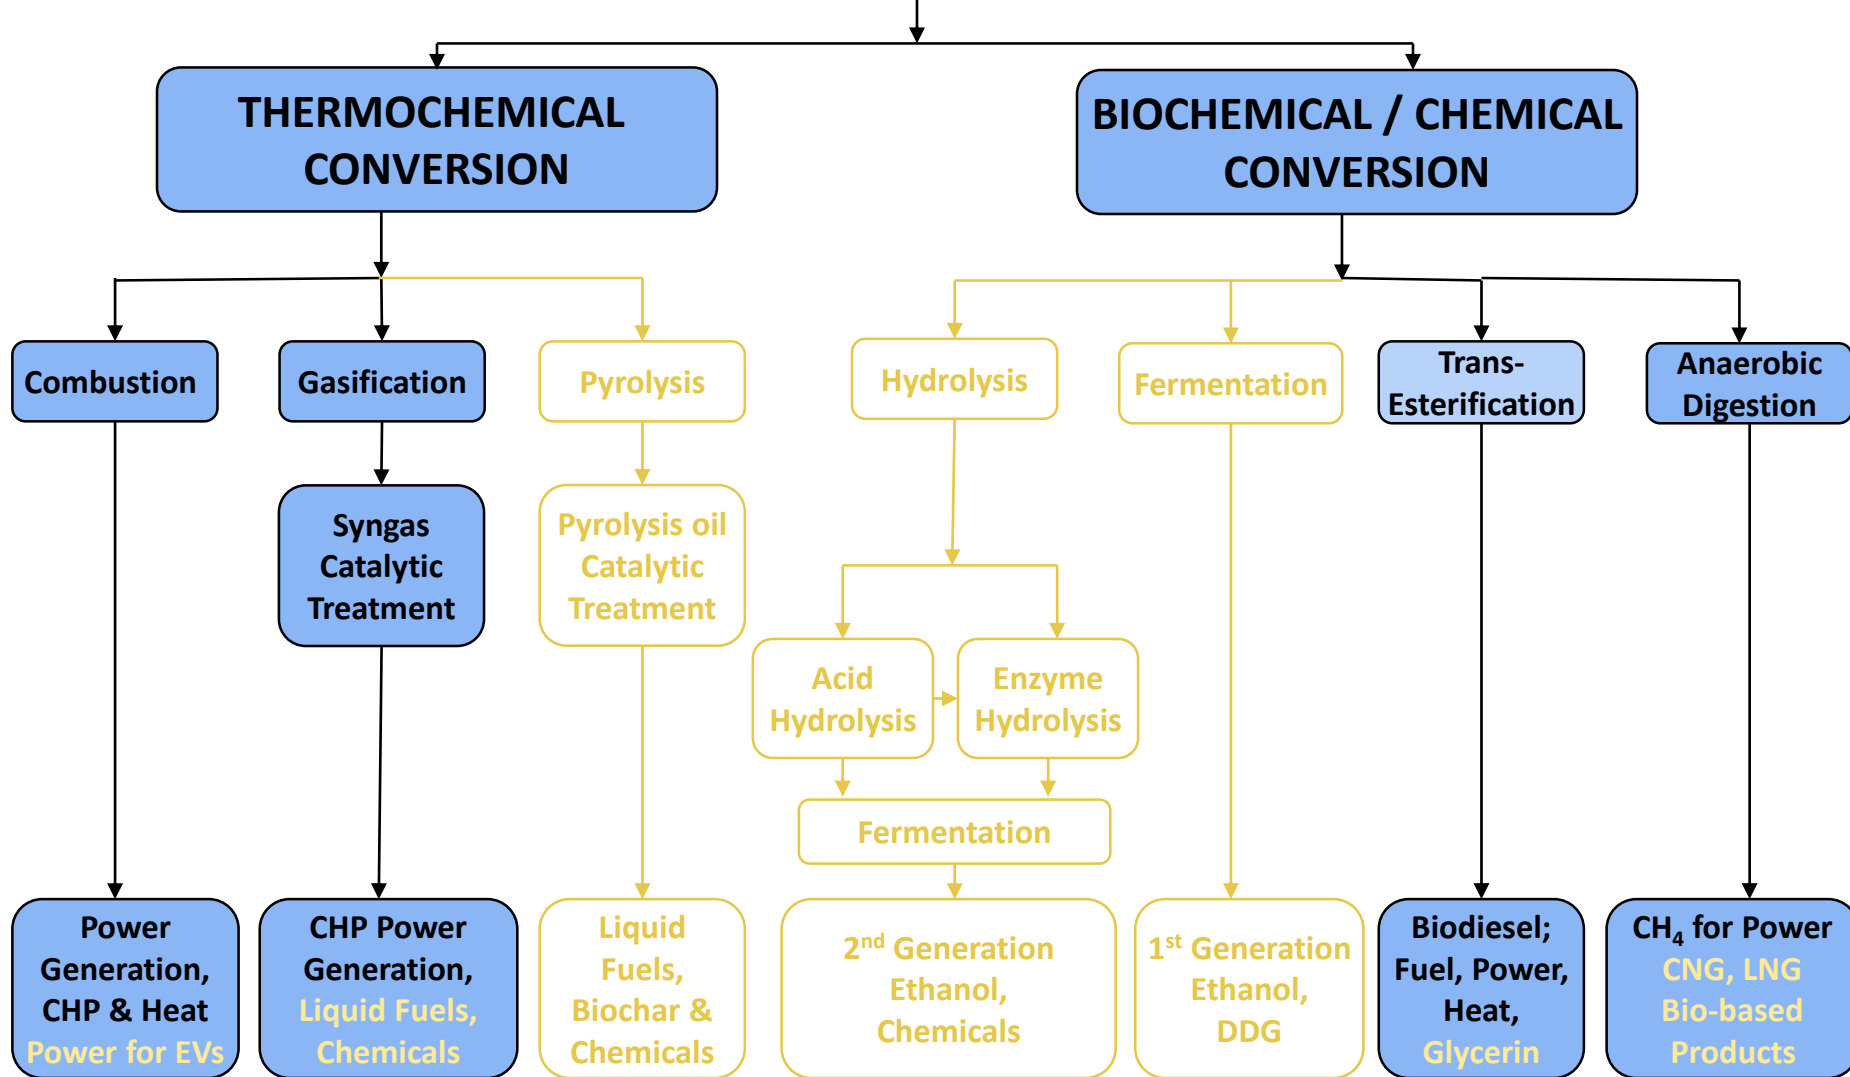 THERMOCHEMICAL
CONVERSION
BIOCHEMICAL / CHEMICAL
CONVERSION
Combustion
Gasification
Pyrolysis
Hydrolysis
Fermentation
Trans-
Esterification
Anaerobic
Digestion
Syngas
Catalytic
Treatment
Pyrolysis oil
Catalytic
Treatment
Acid
Hydrolysis
Enzyme
Hydrolysis
Fermentation
Power
Generation,
CHP & Heat
Power for EVs
CHP Power
Generation,
Liquid Fuels,
Chemicals
Liquid
Fuels,
Biochar &
Chemicals
2nd Generation
Ethanol,
Chemicals
1st Generation
Ethanol,
DDG
Biodiesel;
Fuel, Power,
Heat,
Glycerin
CH₄ for Power
CNG, LNG
Bio-based
Products